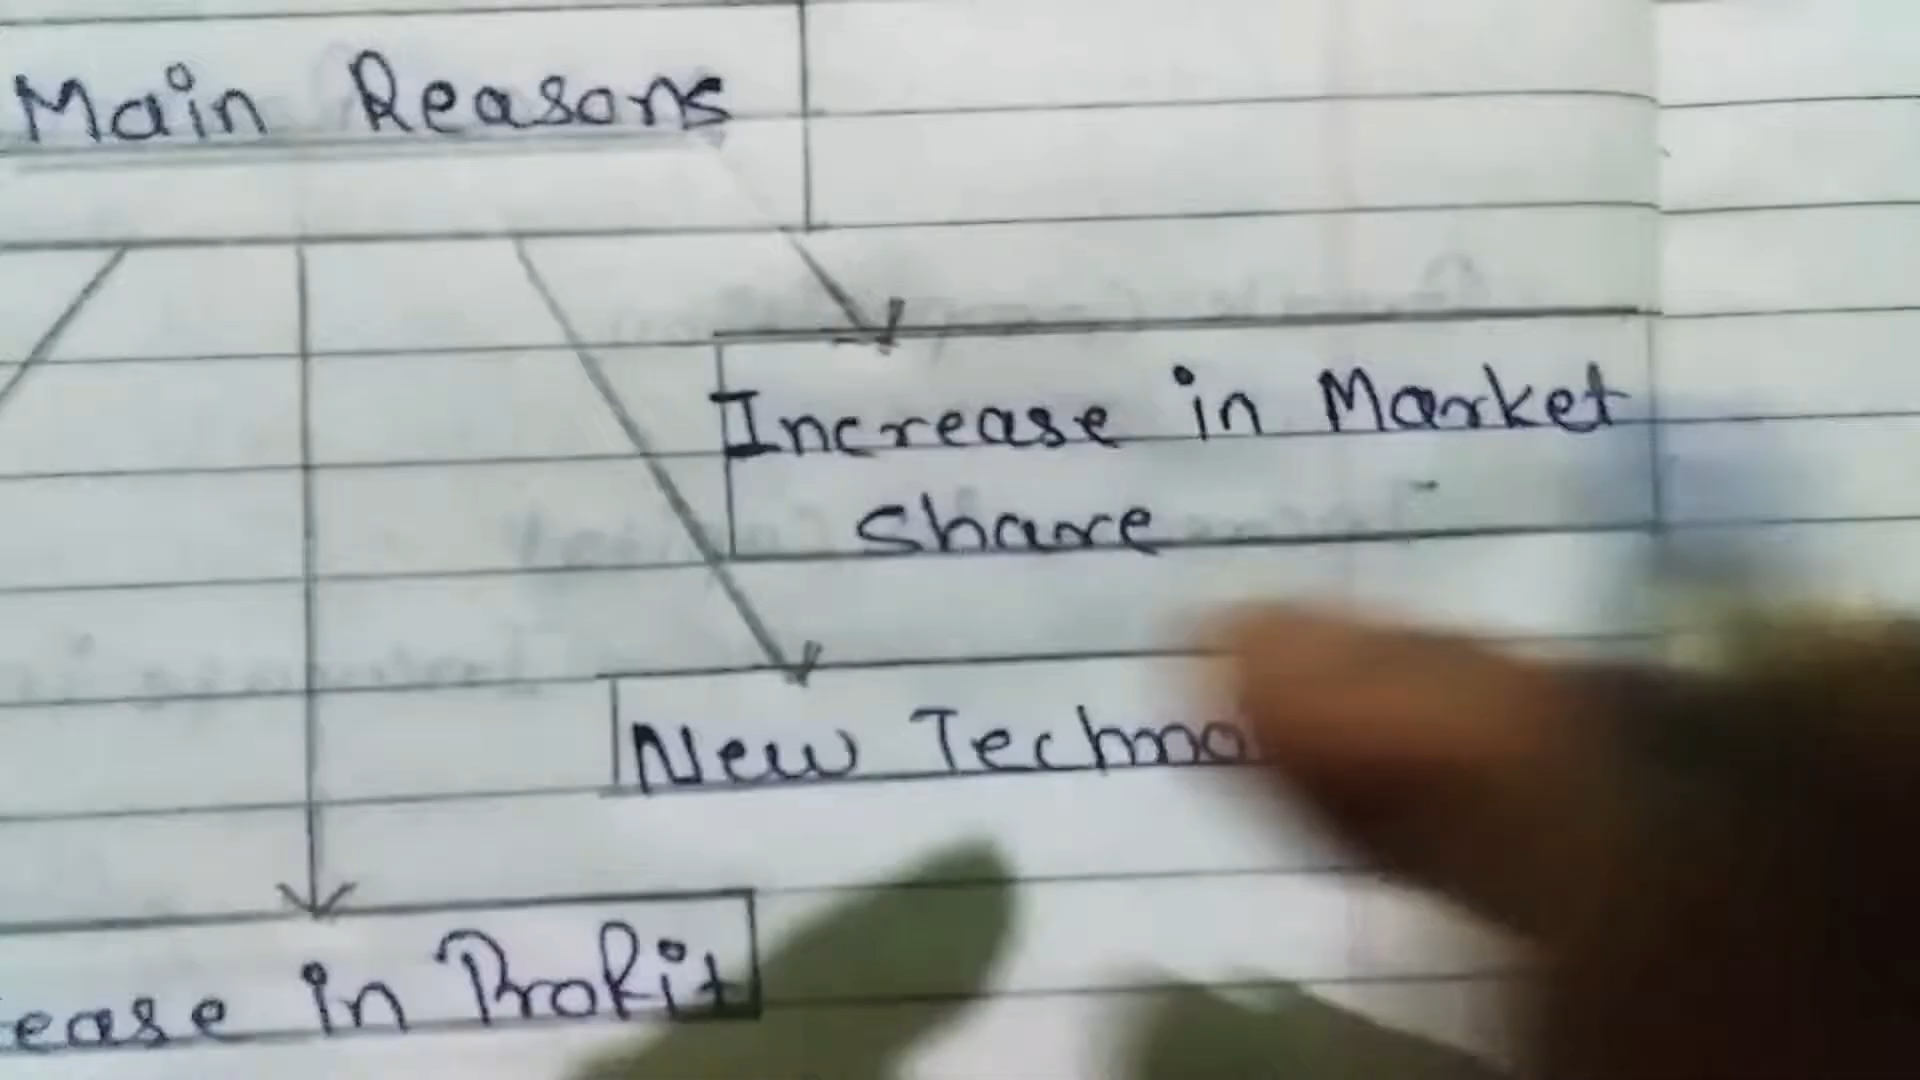 Main Reasons
Increase in Market
Share
New Techno
ease in Profit